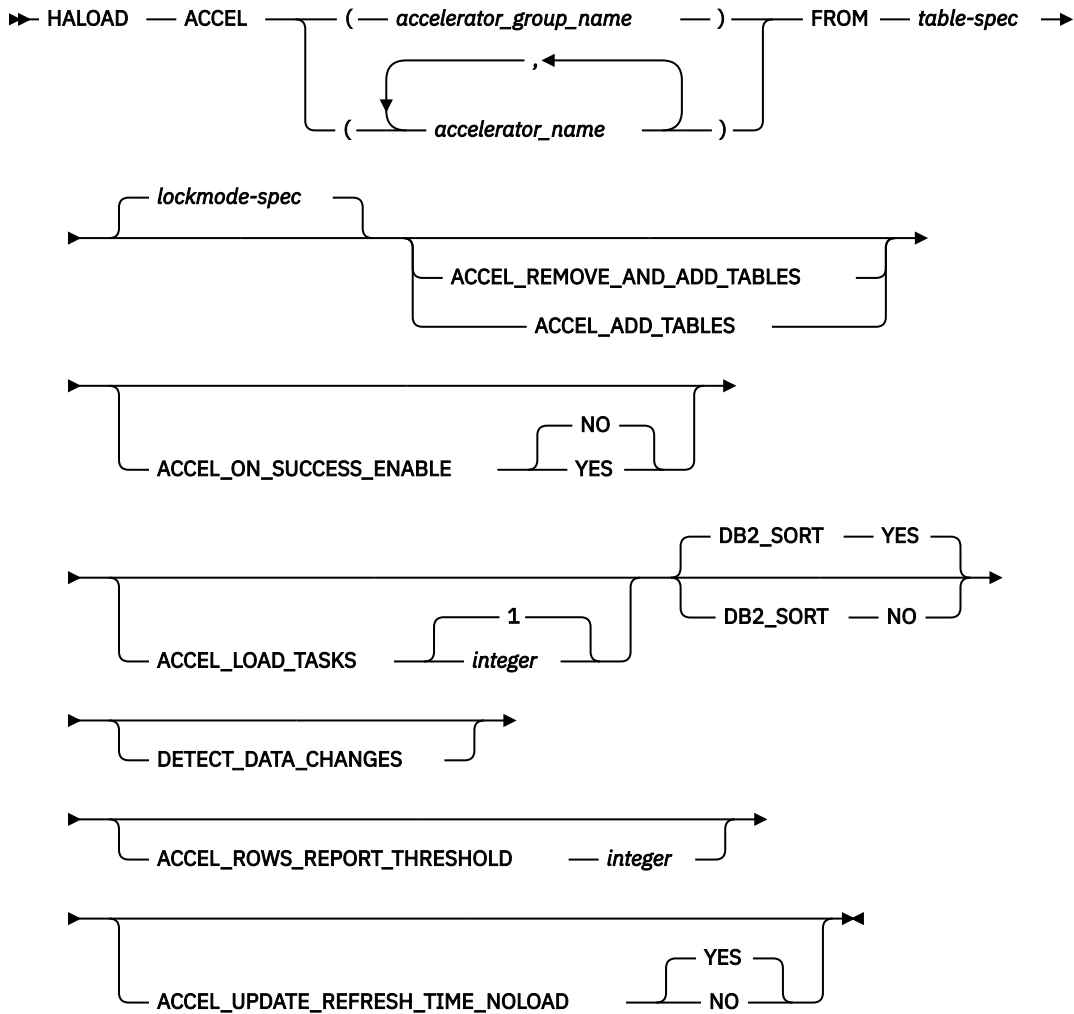 HALOAD ACCEL ( accelerator_group_name ) FROM table-spec
,
( accelerator_name )
lockmode-spec
ACCEL_REMOVE_AND_ADD_TABLES
ACCEL_ADD_TABLES
NO
ACCEL_ON_SUCCESS_ENABLE YES
DB2_SORT YES
1 DB2_SORT NO
ACCEL_LOAD_TASKS integer
DETECT_DATA_CHANGES
ACCEL_ROWS_REPORT_THRESHOLD integer
YES
ACCEL_UPDATE_REFRESH_TIME_NOLOAD NO